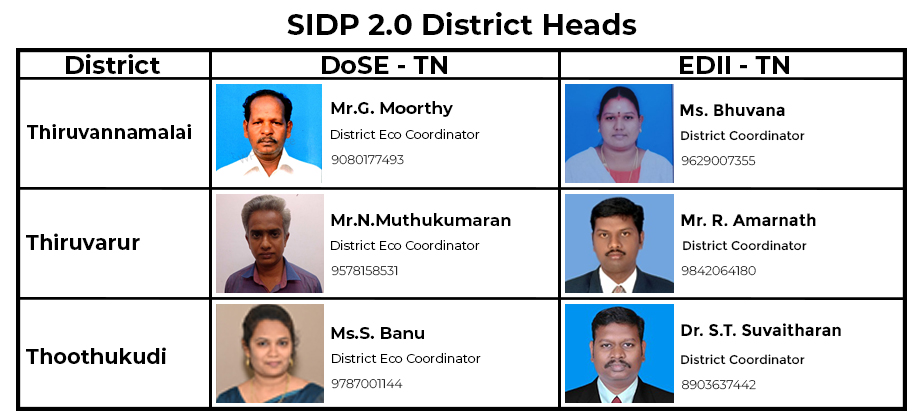 SIDP 2.0 District Heads
District DoSE - TN EDII - TN
Thiruvannamalai
Mr.G. Moorthy
District Eco Coordinator
9080177493
Ms. Bhuvana
District Coordinator
9629007355
Thiruvarur
Mr.N.Muthukumaran
District Eco Coordinator
9578158531
Mr. R. Amarnath
District Coordinator
9842064180
Thoothukudi
Ms.S. Banu
District Eco Coordinator
9787001144
Dr. S.T. Suvaitharan
District Coordinator
8903637442